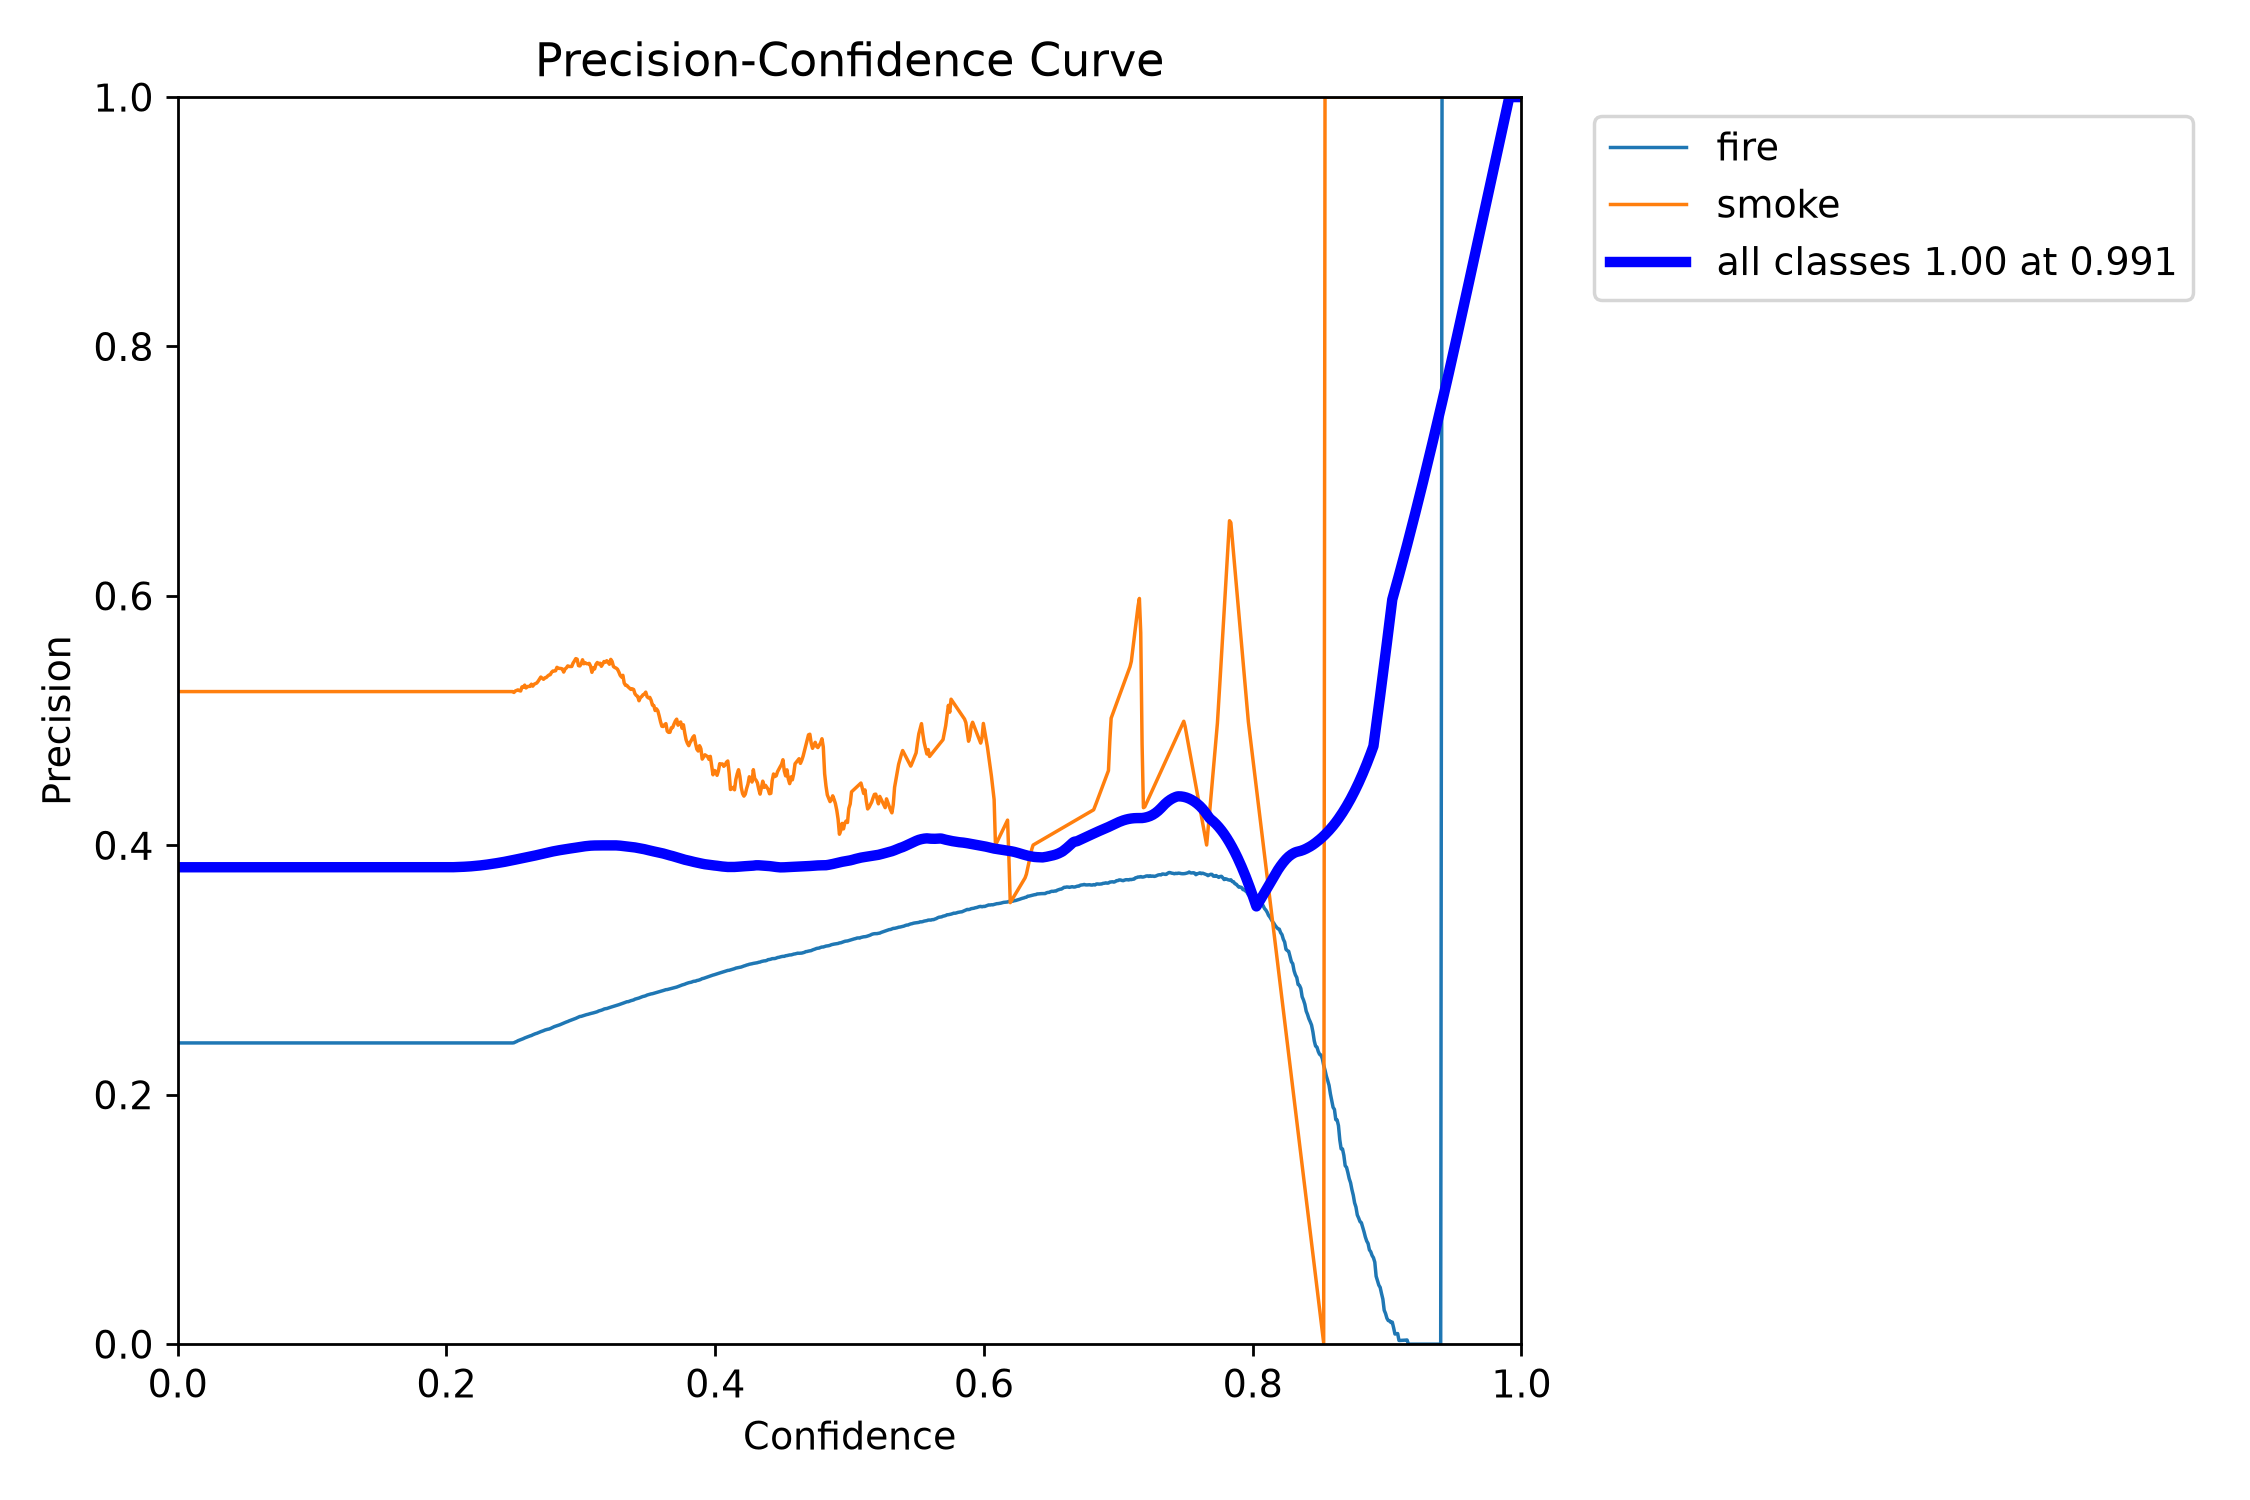 Precision-Confidence Curve
1.0
0.8
0.6
0.4
0.2
0.0
Precision
0.0 0.2 0.4 0.6 0.8 1.0
Confidence
fire
smoke
all classes 1.00 at 0.991